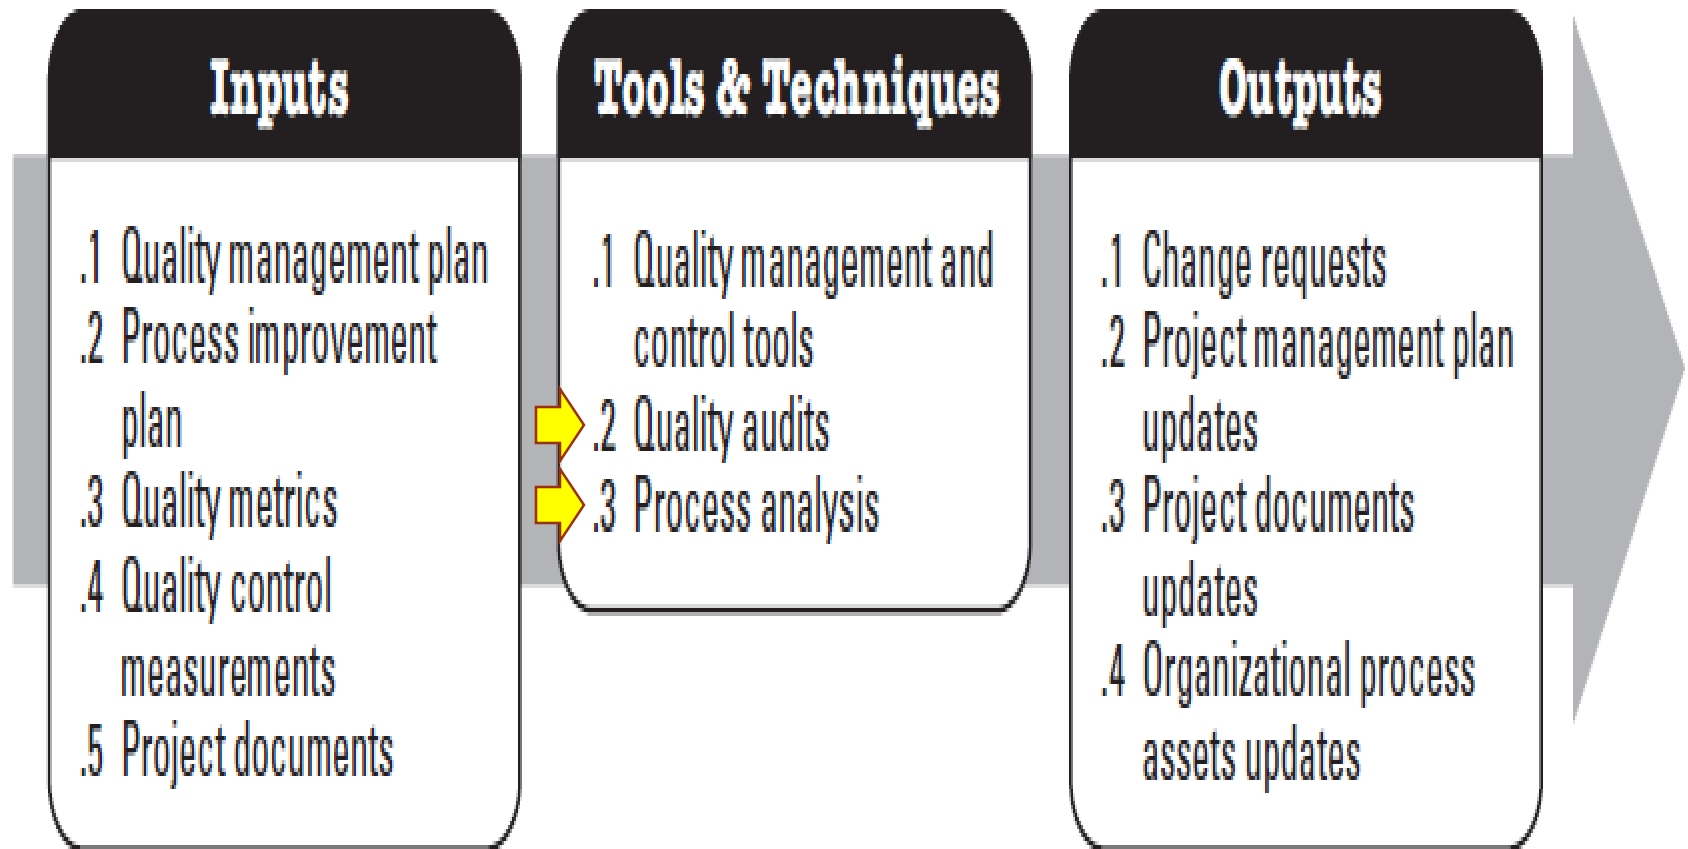 Inputs
.1 Quality management plan
.2 Process improvement
plan
.3 Quality metrics
.4 Quality control
measurements
.5 Project documents
Tools & Techniques
.1 Quality management and
control tools
.2 Quality audits
.3 Process analysis
Outputs
.1 Change requests
.2 Project management plan
updates
.3 Project documents
updates
.4 Organizational process
assets updates